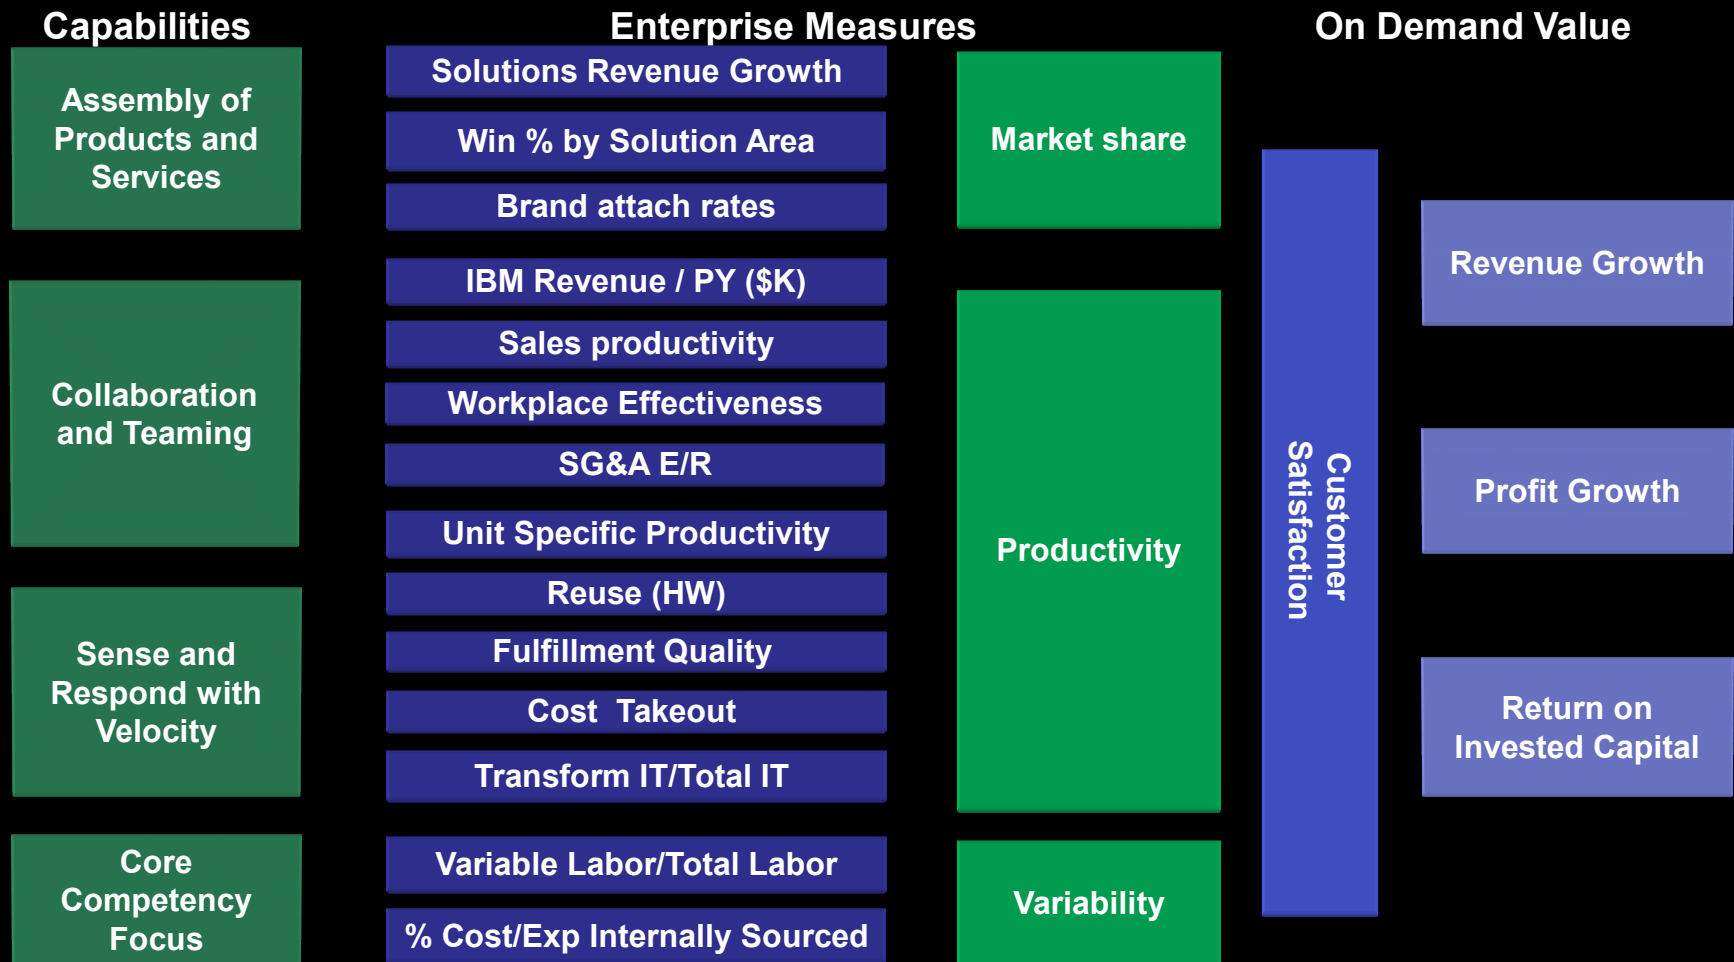 Capabilities
Enterprise Measures
On Demand Value
Assembly of
Products and
Services
Collaboration
and Teaming
Sense and
Respond with
Velocity
Core
Competency
Focus
Solutions Revenue Growth
Win % by Solution Area
Brand attach rates
IBM Revenue / PY ($K)
Sales productivity
Workplace Effectiveness
SG&A E/R
Unit Specific Productivity
Reuse (HW)
Fulfillment Quality
Cost  Takeout
Transform IT/Total IT
Variable Labor/Total Labor
% Cost/Exp Internally Sourced
Market share
Productivity
Variability
Customer
Satisfaction
Revenue Growth
Profit Growth
Return on
Invested Capital